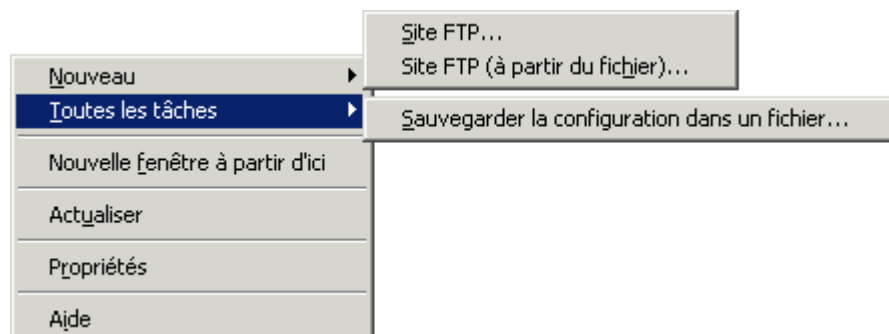 Site FTP...
Site FTP (à partir du fichier)...
Nouveau
Toutes les tâches
Sauvegarder la configuration dans un fichier...
Nouvelle fenêtre à partir d'ici
Actualiser
Propriétés
Aide